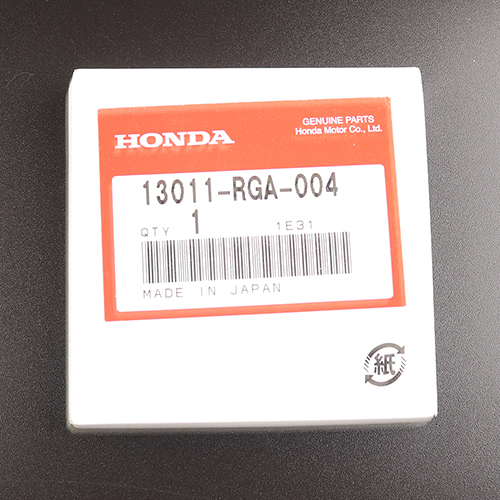 HONDA
GENUINE PARTS
Honda Motor Co., Ltd.
13011-RGA-004
QTY 1 1E31
MADE IN JAPAN
紙